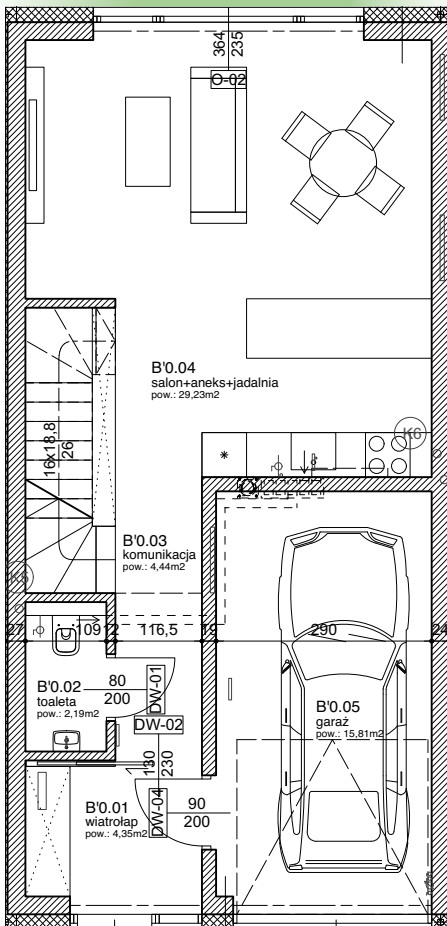 364
235
O-02
B'0.04
salon+aneks+jadalnia
pow.: 29,23m2
K6
16x18,8
26
B'0.03
komunikacja
pow.: 4,44m2
27
109
12
116,5
19
290
24
B'0.02
toaleta
pow.: 2,19m2
80
200
DW-01
DW-02
B'0.05
garaż
pow.: 15,81m2
130
230
B'0.01
wiatrołap
pow.: 4,35m2
DW-04
90
200